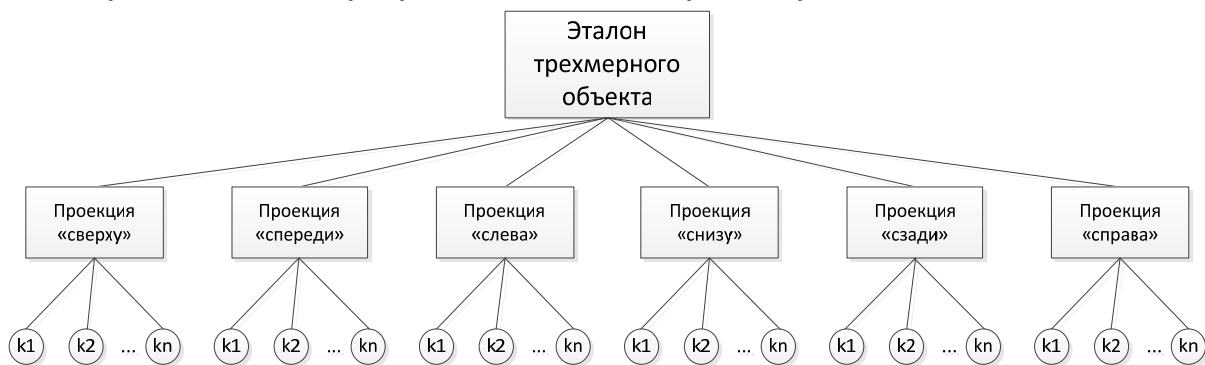 Эталон
трехмерного
объекта
Проекция
«сверху»
Проекция
«спереди»
Проекция
«слева»
Проекция
«снизу»
Проекция
«сзади»
Проекция
«справа»
k1 k2 ... kn
k1 k2 ... kn
k1 k2 ... kn
k1 k2 ... kn
k1 k2 ... kn
k1 k2 ... kn